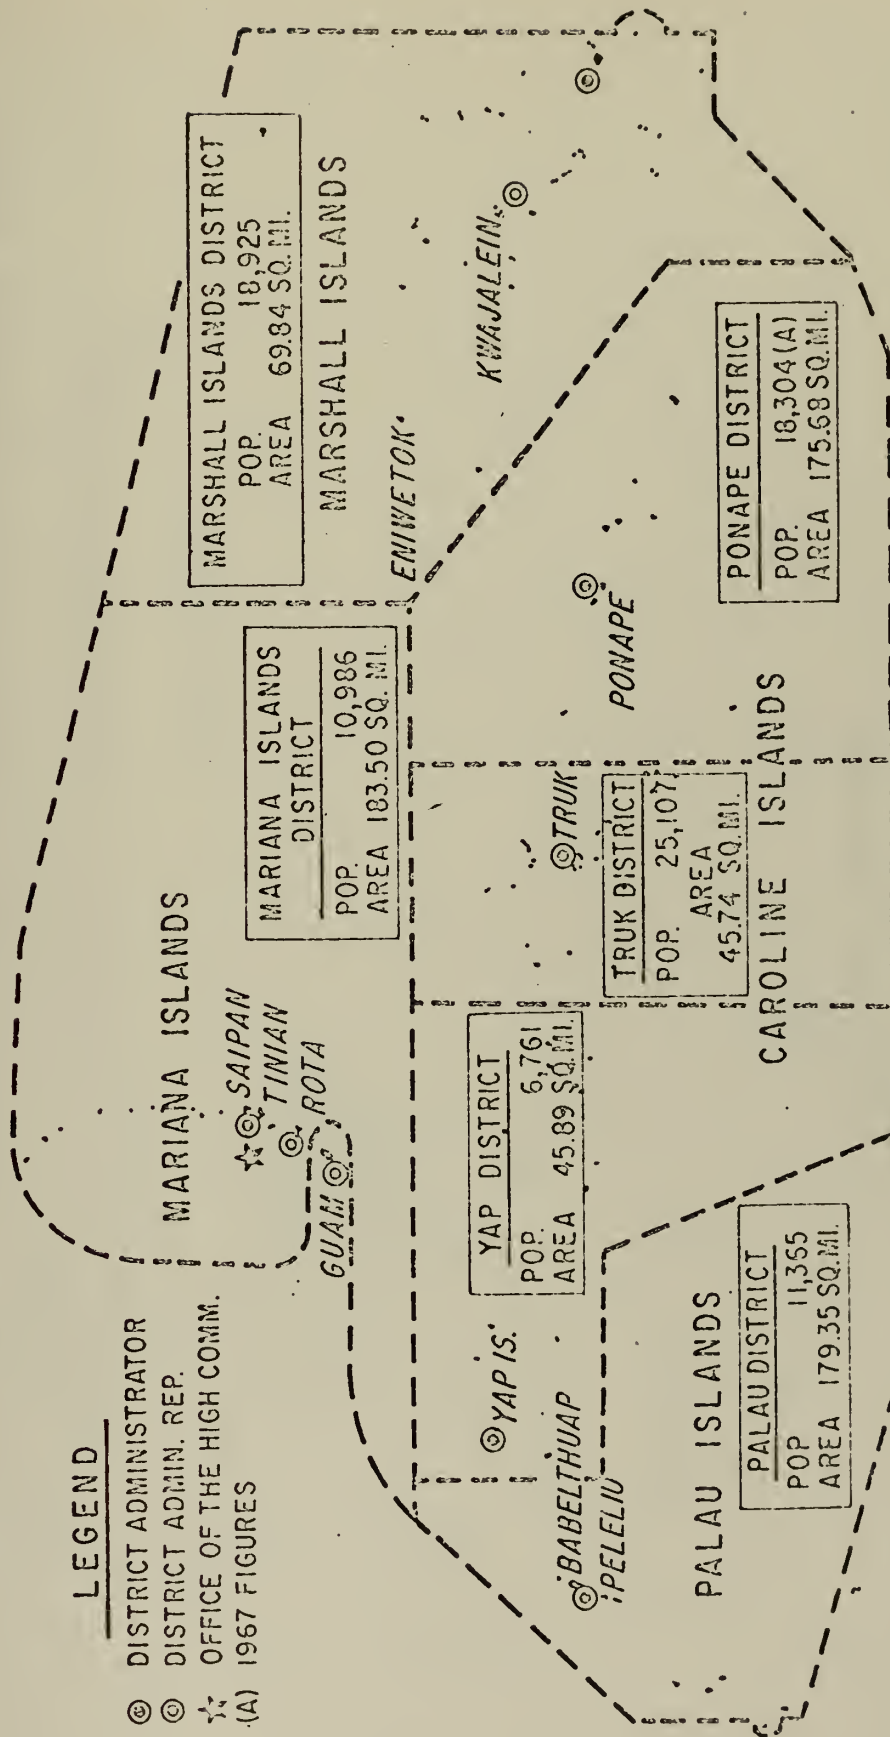 LEGEND
DISTRICT ADMINISTRATOR
DISTRICT ADMIN. REP.
OFFICE OF THE HIGH COMM.
(A) 1967 FIGURES
MARIANA ISLANDS
SAIPAN
TINIAN
ROTA
GUAM
MARIANA ISLANDS
DISTRICT
POP. 10,986
AREA 183.50 SQ. MI.
MARSHALL ISLANDS DISTRICT
POP. 18,925
AREA 69.84 SQ. MI.
MARSHALL ISLANDS
ENIWETOK
KWAJALEIN
YAP IS.
YAP DISTRICT
POP. 6,761
AREA 45.89 SQ. MI.
BABELTHUAP
PELELIU
PALAU ISLANDS
PALAU DISTRICT
POP 11,365
AREA 179.35 SQ. MI.
TRUK
TRUK DISTRICT
POP. 25,107
AREA
45.74 SQ. MI.
CAROLINE ISLANDS
PONAPE
PONAPE DISTRICT
POP. 18,304(A)
AREA 175.68 SQ. MI.